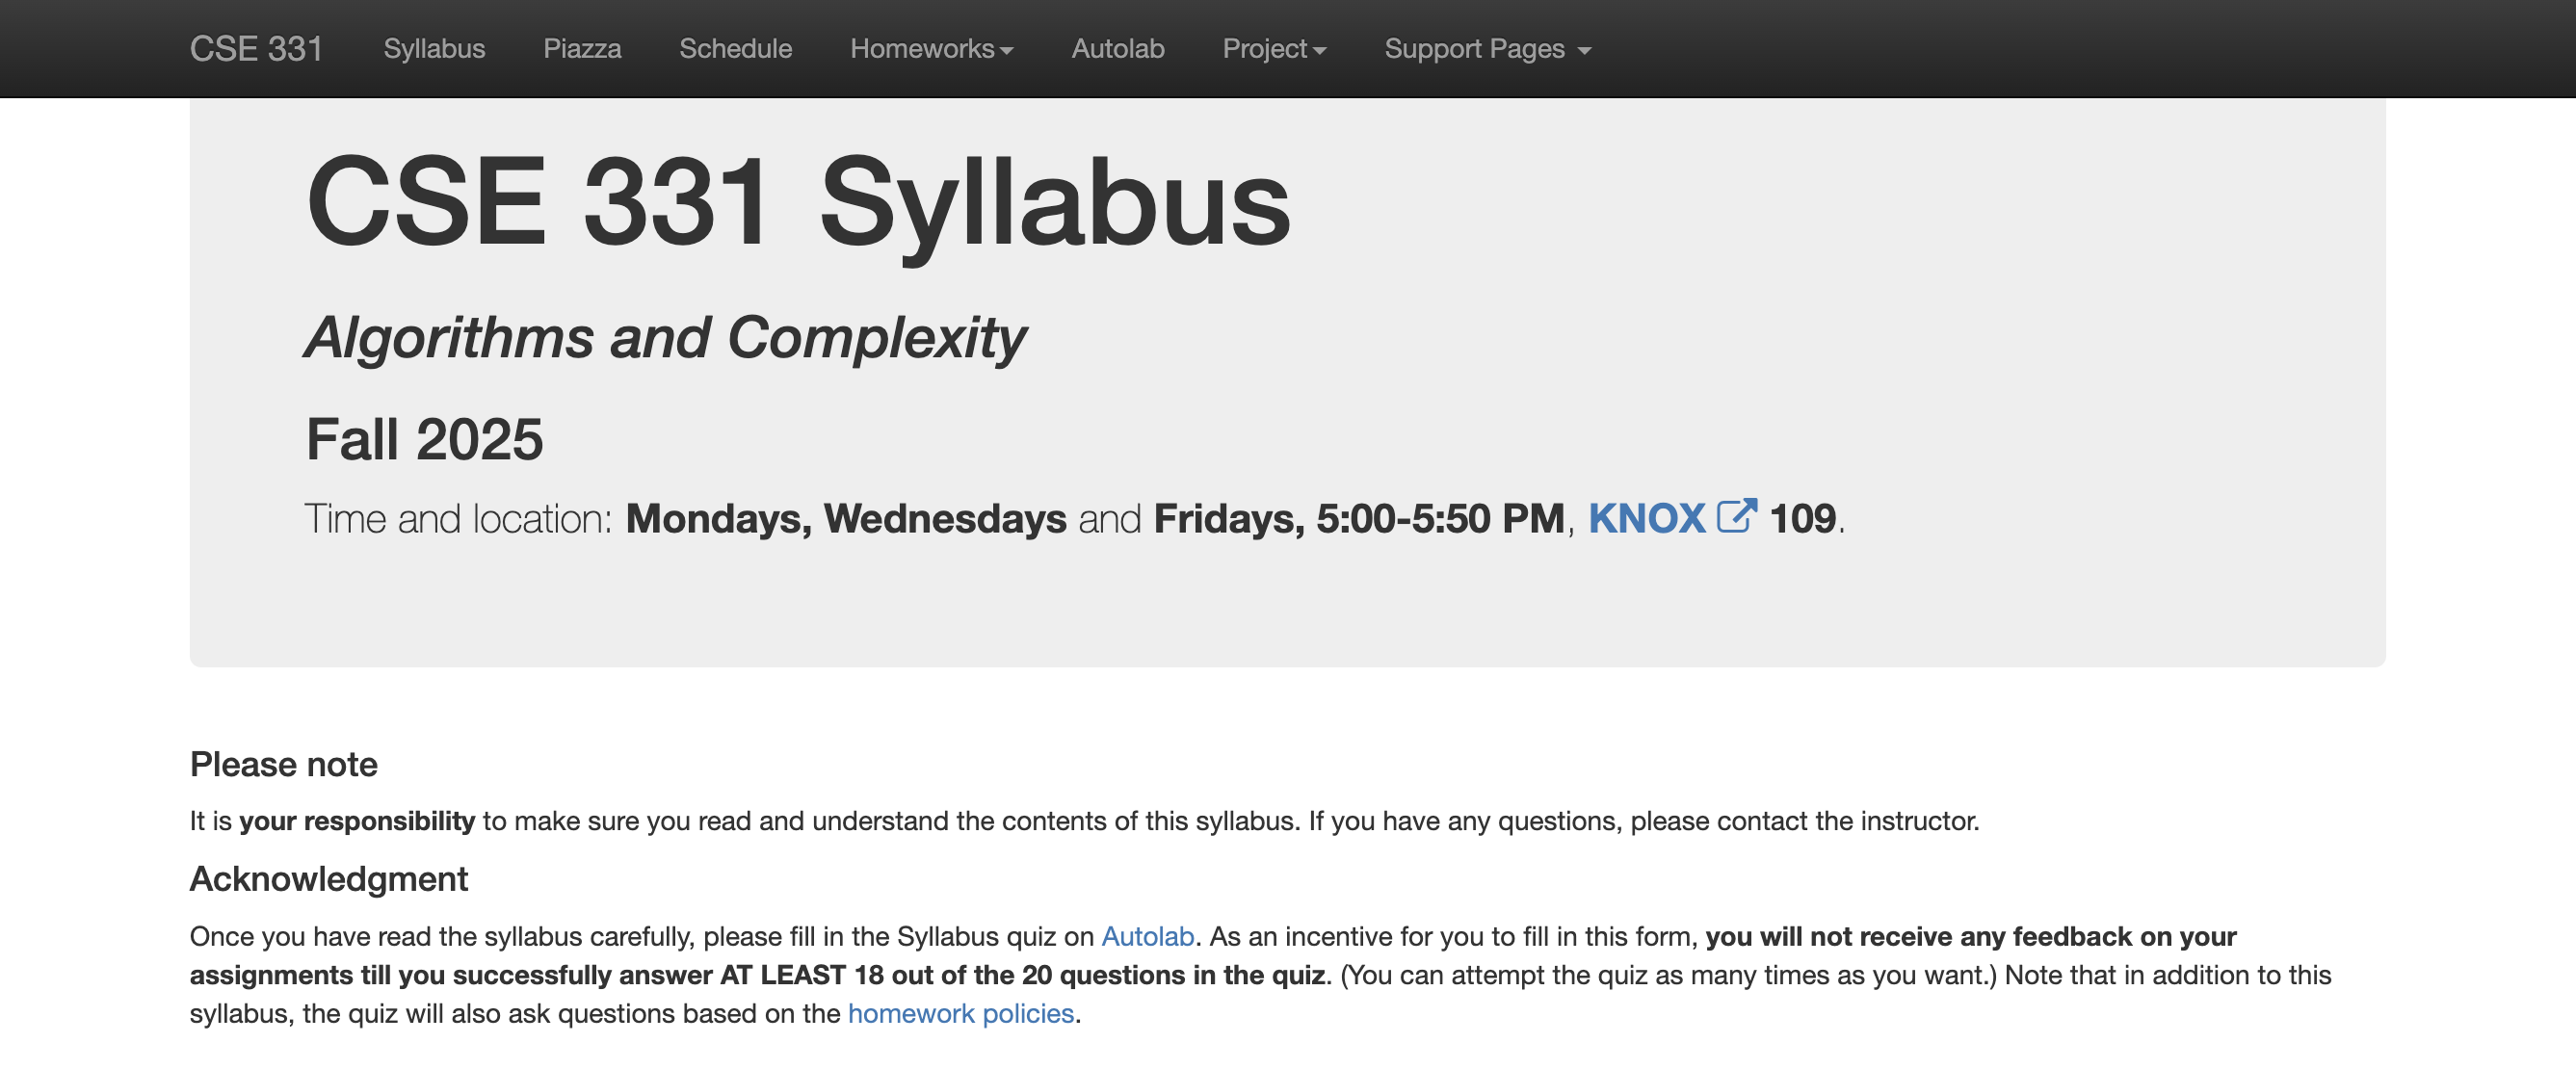 CSE 331 Syllabus Piazza Schedule Homeworks Autolab Project Support Pages
CSE 331 Syllabus
Algorithms and Complexity
Fall 2025
Time and location: Mondays, Wednesdays and Fridays, 5:00-5:50 PM, KNOX 109.
Please note
It is your responsibility to make sure you read and understand the contents of this syllabus. If you have any questions, please contact the instructor.
Acknowledgment
Once you have read the syllabus carefully, please fill in the Syllabus quiz on Autolab. As an incentive for you to fill in this form, you will not receive any feedback on your
assignments till you successfully answer AT LEAST 18 out of the 20 questions in the quiz. (You can attempt the quiz as many times as you want.) Note that in addition to this
syllabus, the quiz will also ask questions based on the homework policies.